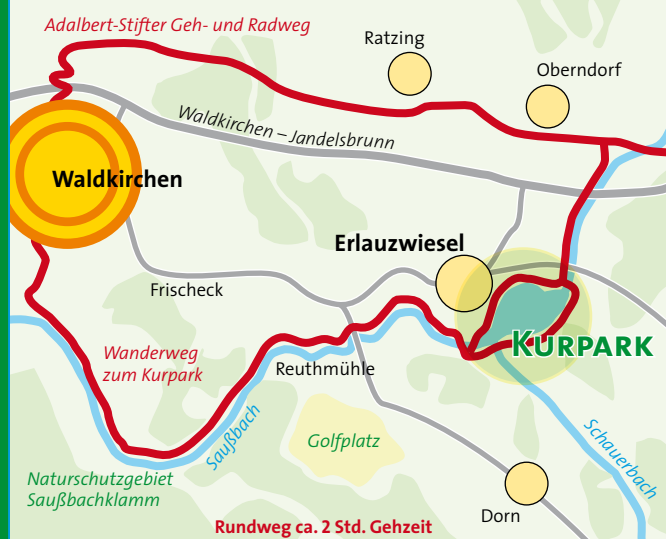 Adalbert-Stifter Geh- und Radweg
Ratzing
Oberndorf
Waldkirchen – Jandelsbrunn
Waldkirchen
Erlauzwiesel
Frischeck
KURPARK
Wanderweg
zum Kurpark
Reuthmühle
Saußbach
Golfplatz
Schauerbach
Naturschutzgebiet
Saußbachklamm
Dorn
Rundweg ca. 2 Std. Gehzeit